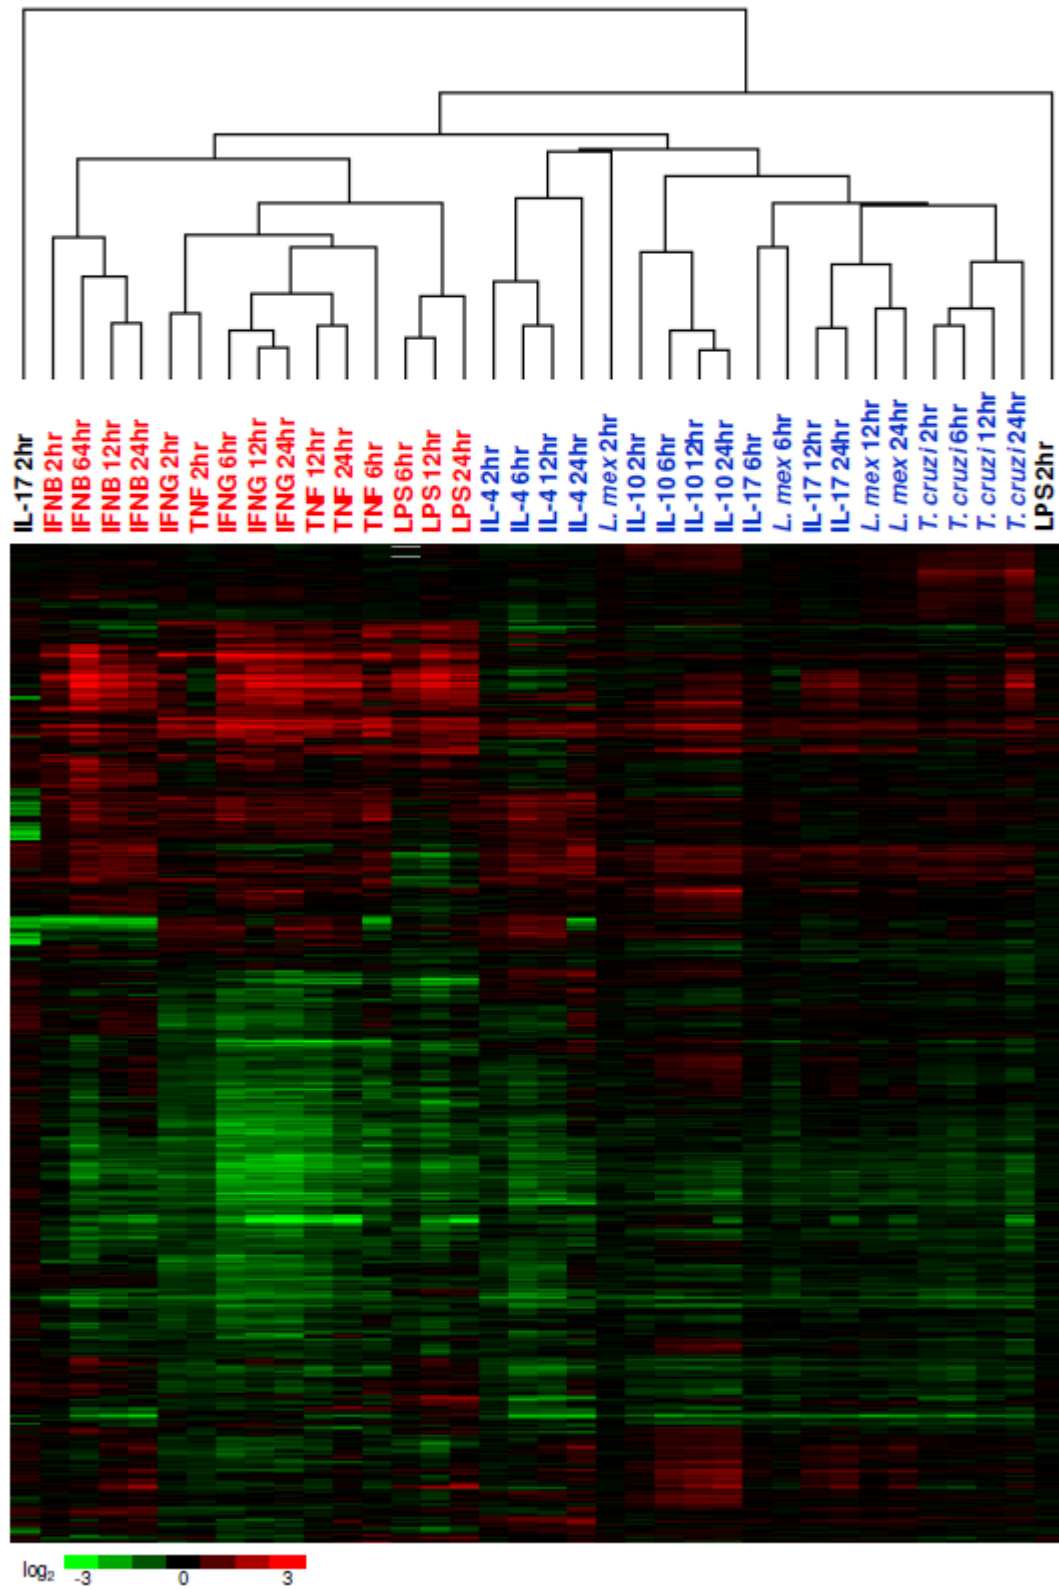 IL-17 2hr
IFNB 2hr
IFNB 64hr
IFNB 12hr
IFNB 24hr
IFNG 2hr
TNF 2hr
IFNG 6hr
IFNG 12hr
IFNG 24hr
TNF 12hr
TNF 24hr
TNF 6hr
LPS 6hr
LPS 12hr
LPS 24hr
IL-4 2hr
IL-4 6hr
IL-4 12hr
IL-4 24hr
L. mex 2hr
IL-10 2hr
IL-10 6hr
IL-10 12hr
IL-10 24hr
IL-17 6hr
L. mex 6hr
IL-17 12hr
IL-17 24hr
L. mex 12hr
L. mex 24hr
T. cruzi 2hr
T. cruzi 6hr
T. cruzi 12hr
T. cruzi 24hr
LPS 2hr
log2
-3 0 3